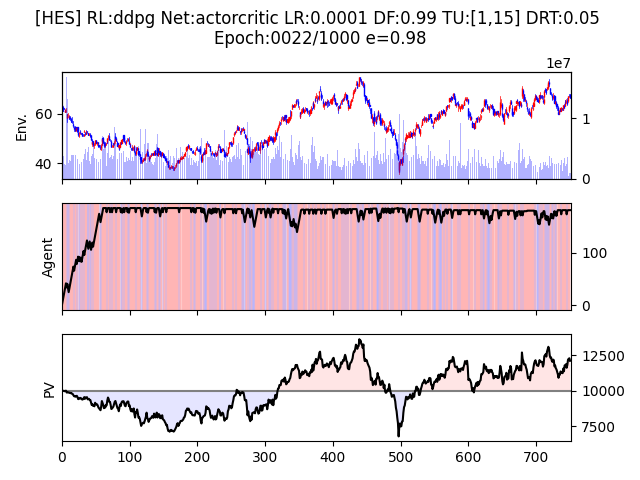 [HES] RL:ddpg Net:actorcritic LR:0.0001 DF:0.99 TU:[1,15] DRT:0.05
Epoch:0022/1000 e=0.98
1e7
Env.
60
40
1
0
Agent
100
0
PV
12500
10000
7500
0 100 200 300 400 500 600 700